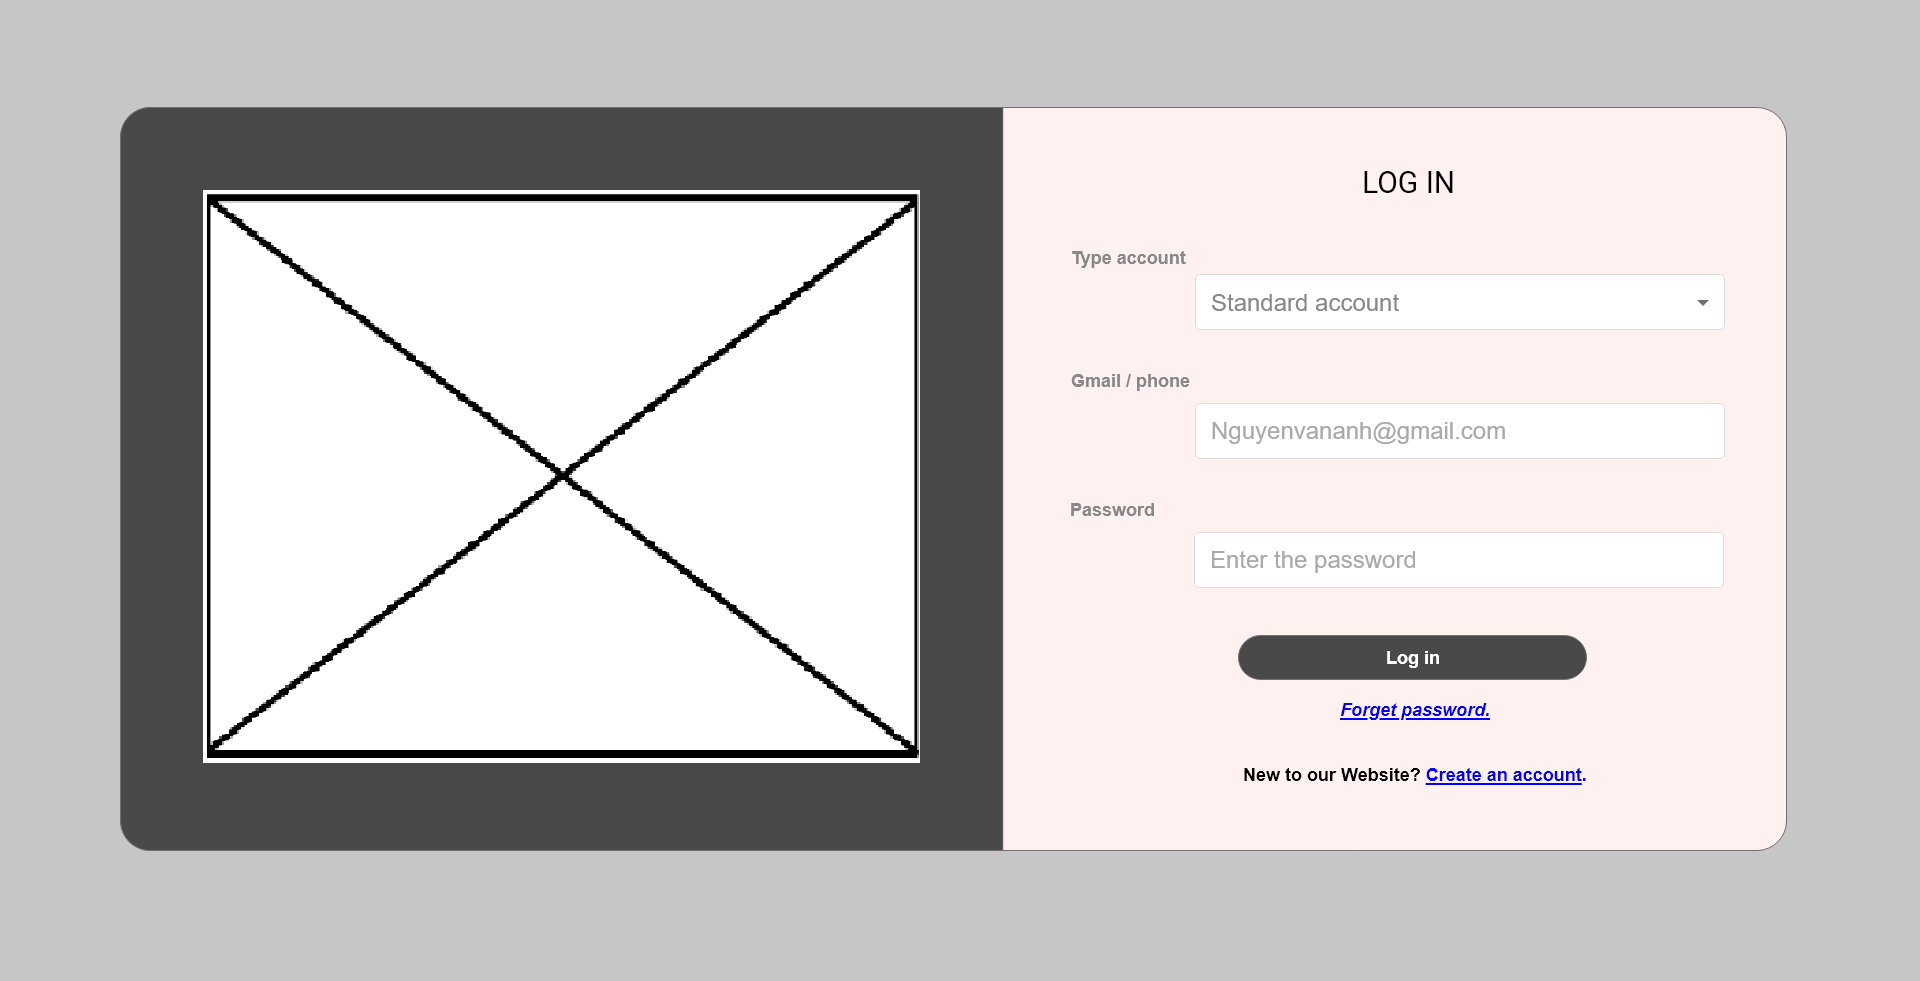 LOG IN
Type account
Standard account
Gmail / phone
Nguyenvananh@gmail.com
Password
Enter the password
Log in
Forget password.
New to our Website? Create an account.